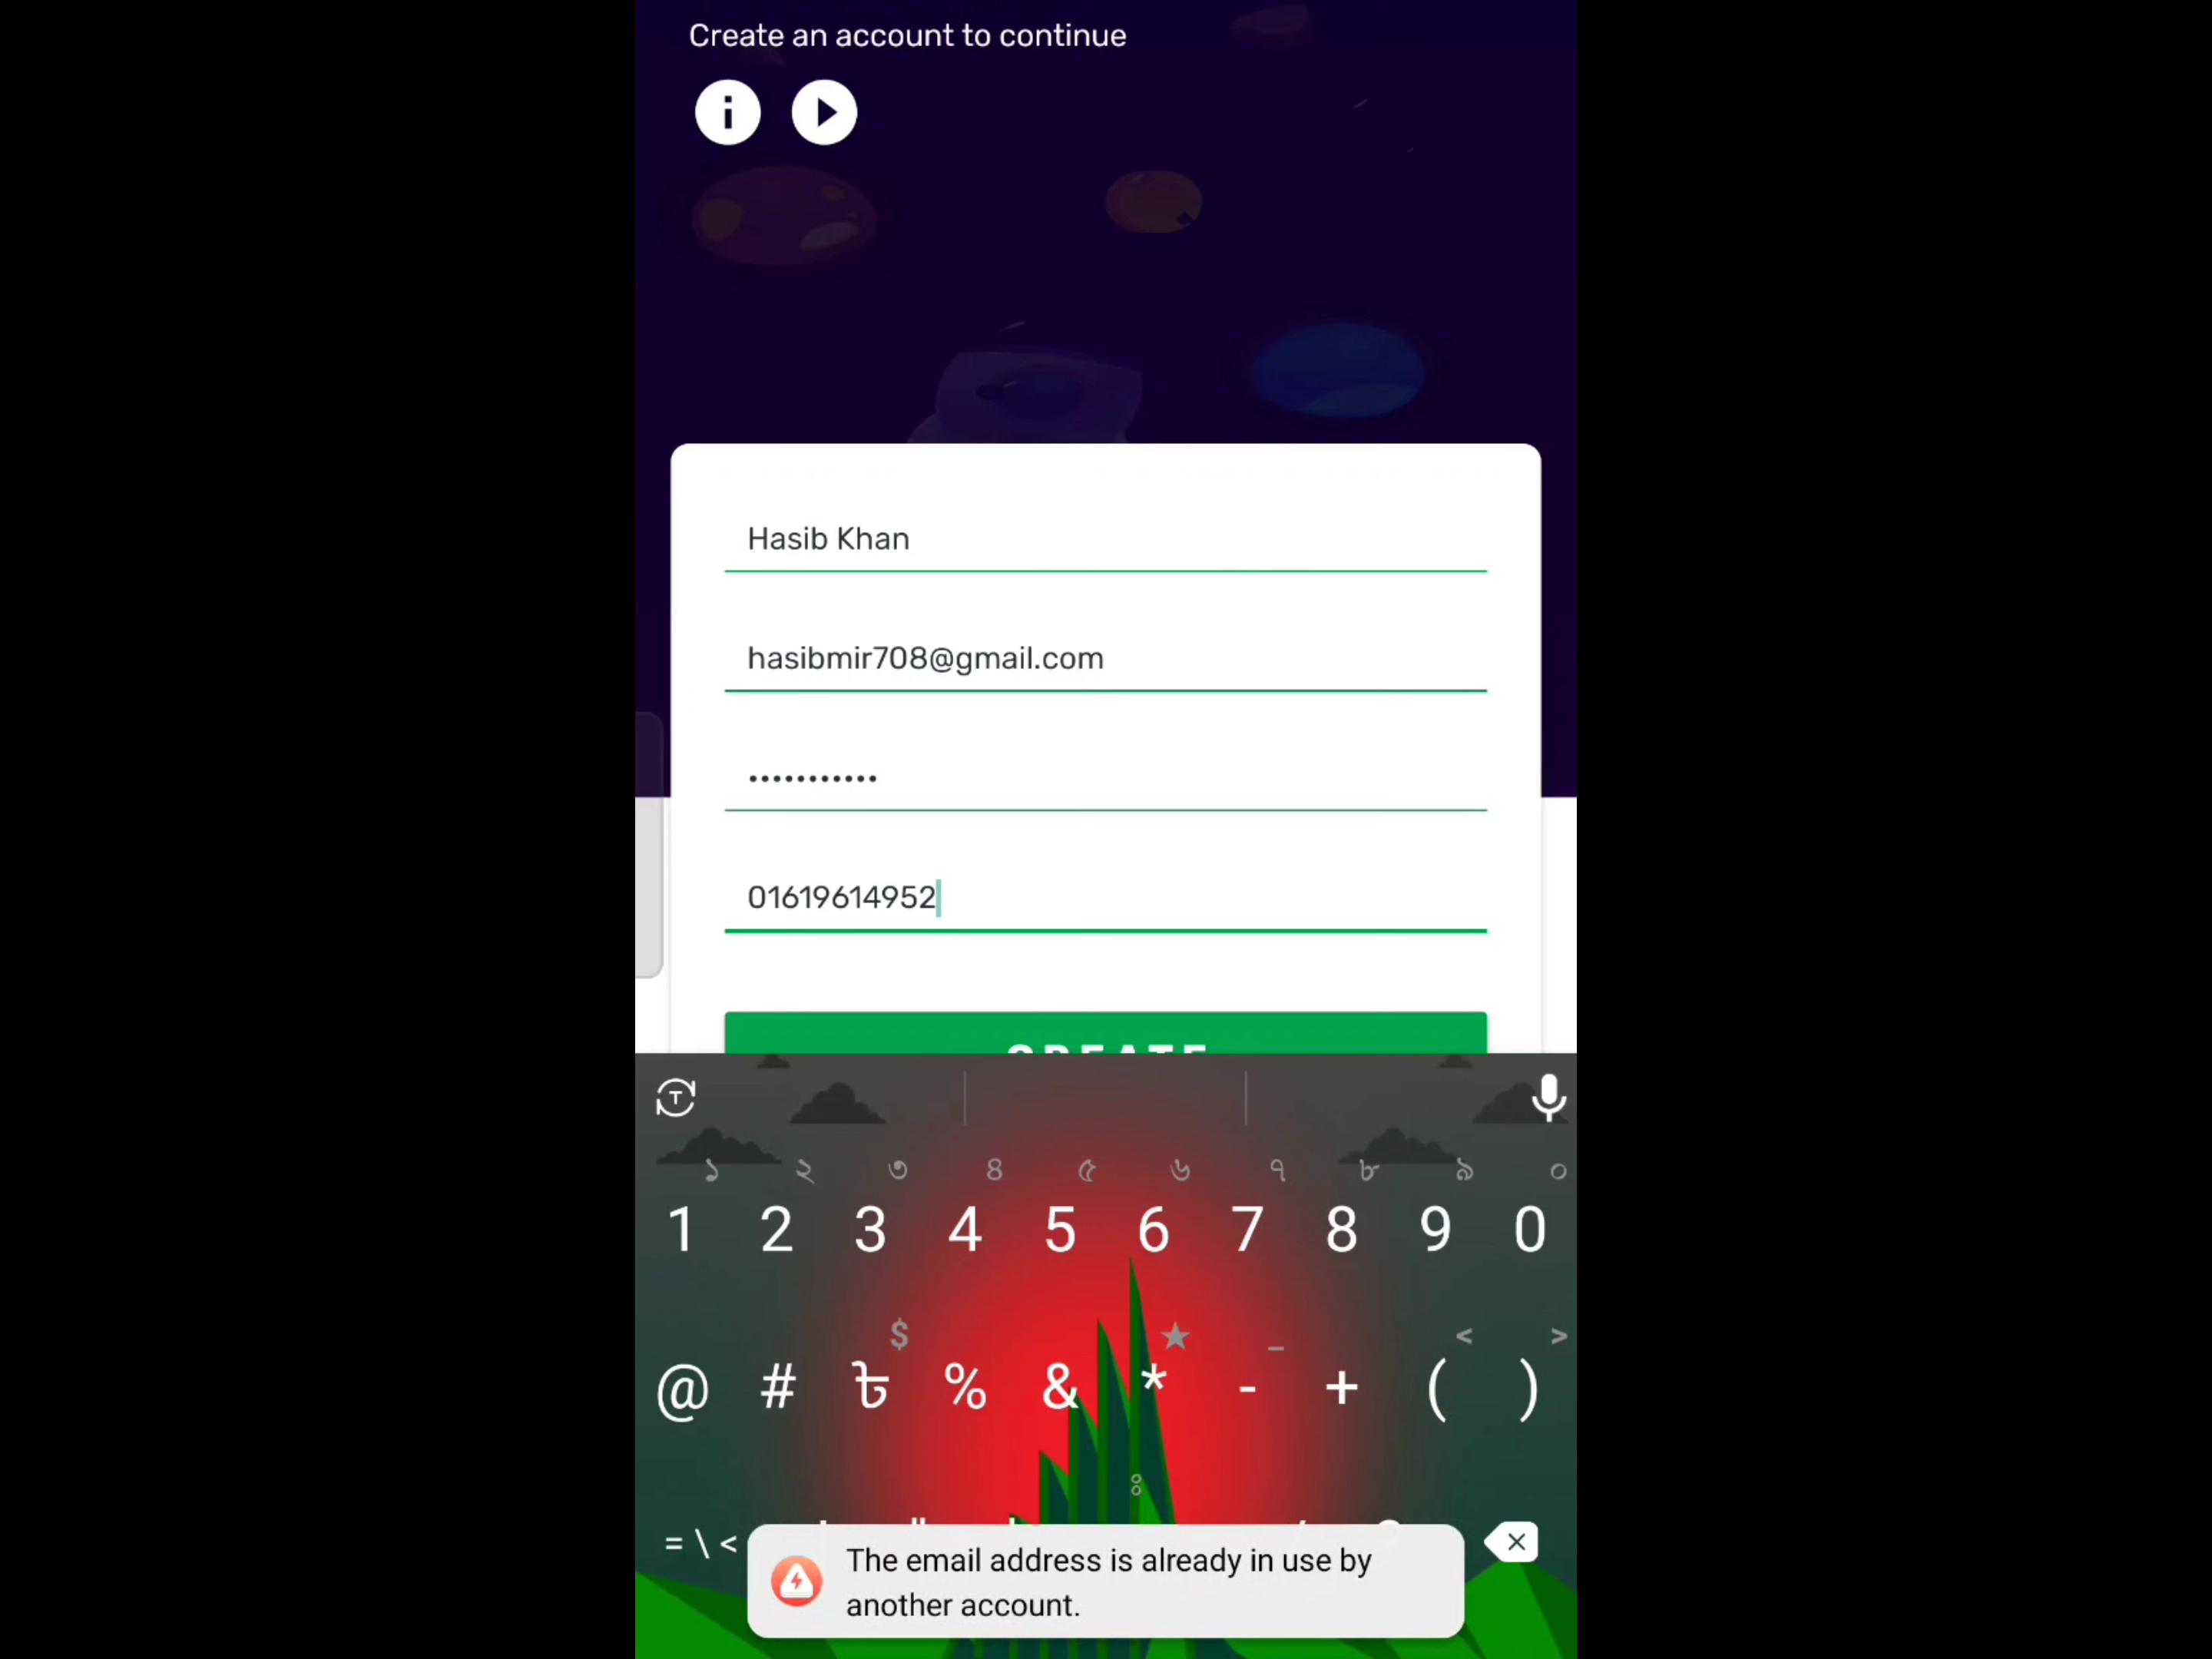 Create an account to continue
Hasib Khan
hasibmir708@gmail.com
•••••••••••
01619614952
CREATE
১ ২ ৩ ৪ ৫ ৬ ৭ ৮ ৯ ০
1 2 3 4 5 6 7 8 9 0
$ ★ _ < >
@ # ৳ % & * - + ( )
= \ <
The email address is already in use by
another account.